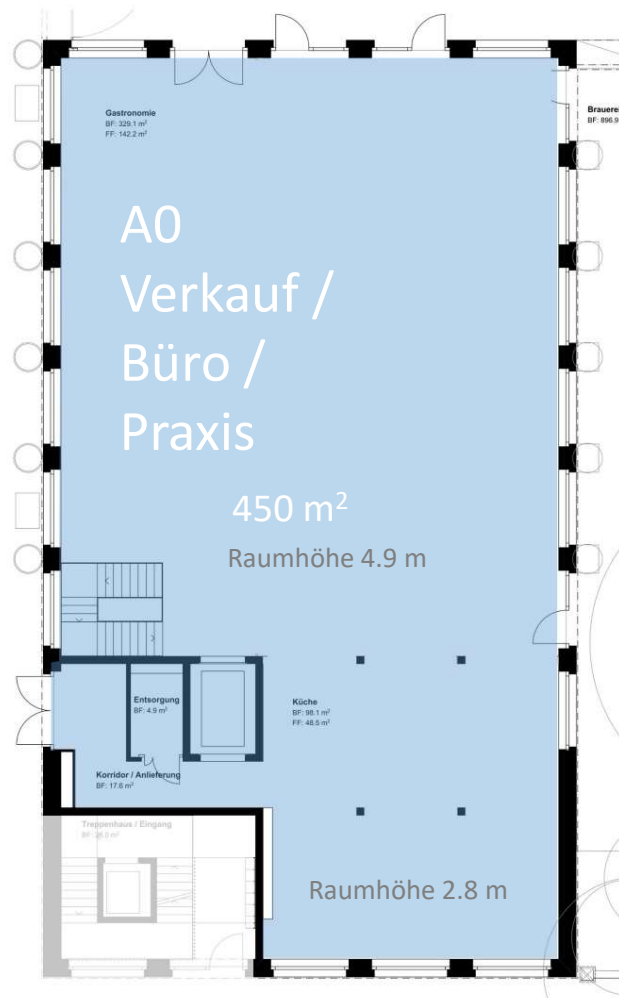 Gastronomie
BF: 329.1 m²
FF: 142.2 m²
Brauere
BF: 896.9
A0
Verkauf /
Büro /
Praxis
450 m²
Raumhöhe 4.9 m
Entsorgung
BF: 4.9 m²
Küche
BF: 98.1 m²
FF: 48.5 m²
Korridor / Anlieferung
BF: 17.6 m²
Treppenhaus / Eingang
Raumhöhe 2.8 m